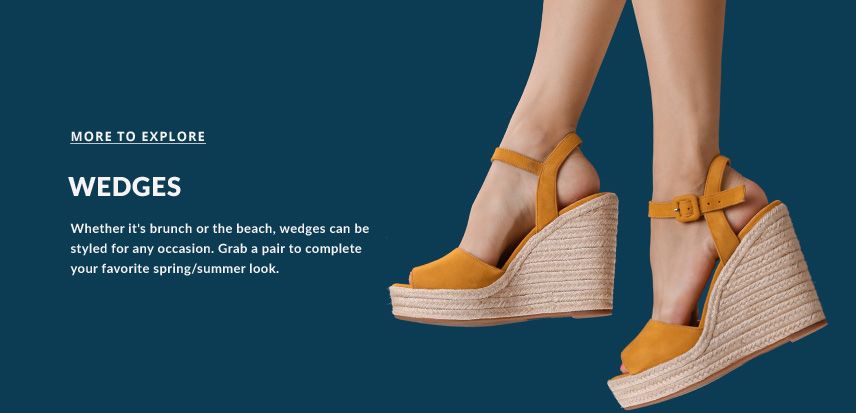 MORE TO EXPLORE
WEDGES
Whether it's brunch or the beach, wedges can be
styled for any occasion. Grab a pair to complete
your favorite spring/summer look.